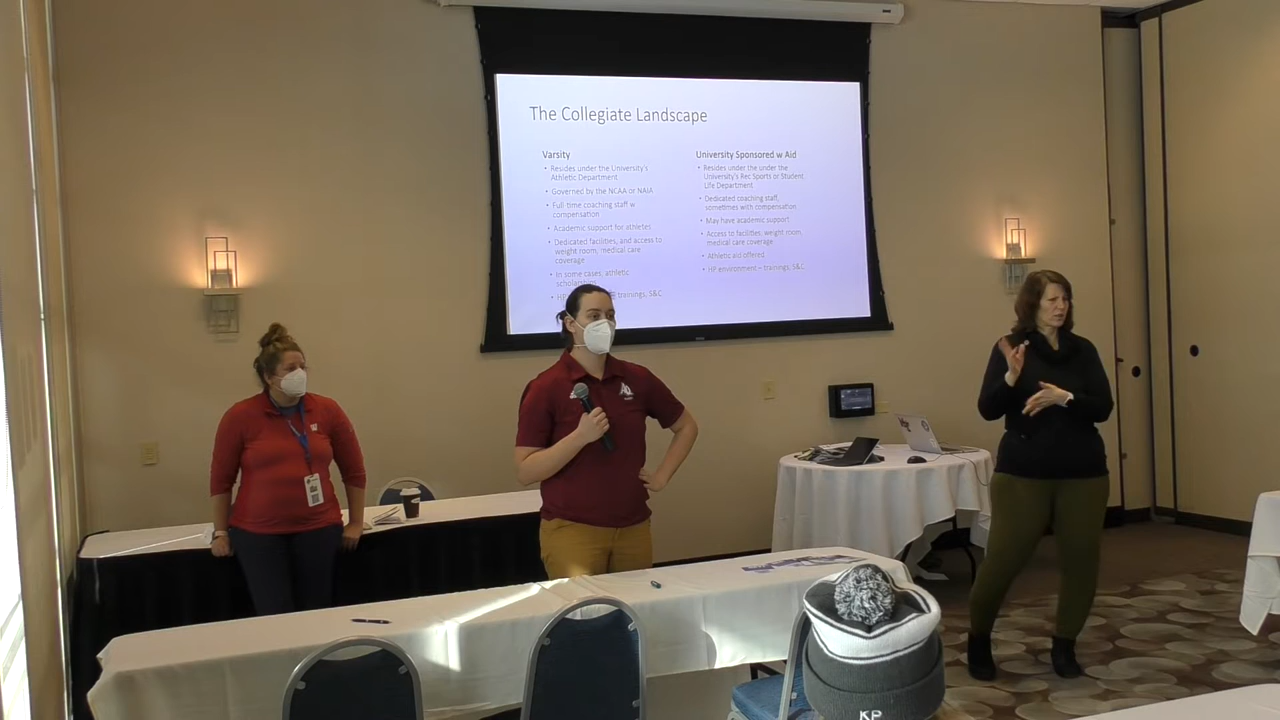 The Collegiate Landscape
Varsity
• Resides under the University's
Athletic Department
• Governed by the NCAA or NAIA
• Full-time coaching staff w
compensation
• Academic support for athletes
• Dedicated facilities, and access to
weight room, medical care
coverage
• In some cases, athletic
scholarships
trainings, S&C
University Sponsored w Aid
• Resides under the under the
University's Rec Sports or Student
Life Department
• Dedicated coaching staff,
sometimes with compensation
• May have academic support
• Access to facilities, weight room,
medical care coverage
• Athletic aid offered
• HP environment – trainings, S&C
KP